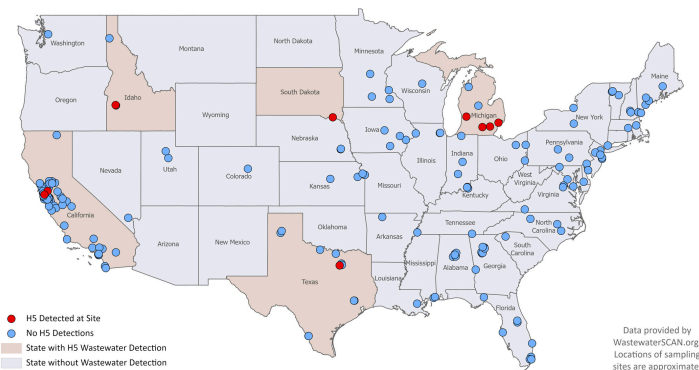 Washington
Montana
North Dakota
Minnesota
Maine
Oregon
Idaho
South Dakota
Wisconsin
Michigan
New York
Wyoming
Nebraska
Iowa
Pennsylvania
Nevada
Utah
Colorado
Kansas
Missouri
Illinois
Indiana
Ohio
West
Virginia
Virginia
Kentucky
California
Arizona
New Mexico
Oklahoma
Arkansas
Tennessee
North
Carolina
South
Carolina
Texas
Louisiana
Mississippi
Alabama
Georgia
Florida
H5 Detected at Site
No H5 Detections
State with H5 Wastewater Detection
State without Wastewater Detection
Data provided by
WastewaterSCAN.org
Locations of sampling
sites are approximate